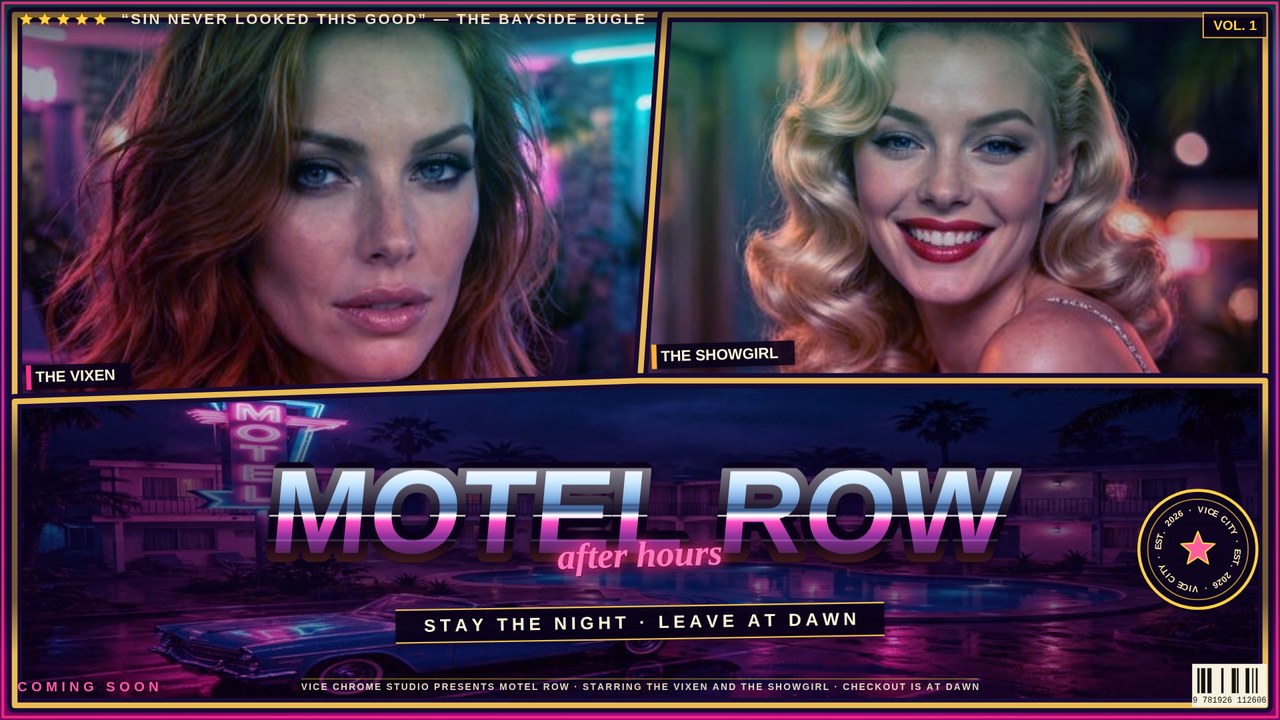 ★★★★★ “SIN NEVER LOOKED THIS GOOD” — THE BAYSIDE BUGLE
VOL. 1
THE VIXEN
THE SHOWGIRL
MOTEL
MOTEL ROW
after hours
STAY THE NIGHT · LEAVE AT DAWN
VICE CITY · EST. 2026 · VICE CITY · EST. 2026 ·
COMING SOON
VICE CHROME STUDIO PRESENTS MOTEL ROW · STARRING THE VIXEN AND THE SHOWGIRL · CHECKOUT IS AT DAWN
9 781926 112606